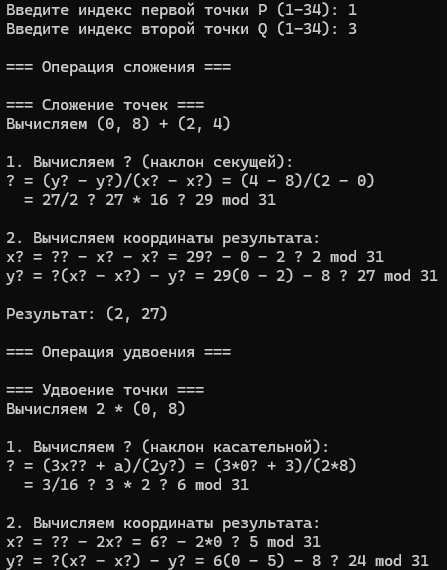 Введите индекс первой точки P (1-34): 1
Введите индекс второй точки Q (1-34): 3
=== Операция сложения ===
=== Сложение точек ===
Вычисляем (0, 8) + (2, 4)
1. Вычисляем ? (наклон секущей):
? = (y? - y?)/(x? - x?) = (4 - 8)/(2 - 0)
= 27/2 ? 27 * 16 ? 29 mod 31
2. Вычисляем координаты результата:
x? = ?? - x? - x? = 29? - 0 - 2 ? 2 mod 31
y? = ?(x? - x?) - y? = 29(0 - 2) - 8 ? 27 mod 31
Результат: (2, 27)
=== Операция удвоения ===
=== Удвоение точки ===
Вычисляем 2 * (0, 8)
1. Вычисляем ? (наклон касательной):
? = (3x?? + a)/(2y?) = (3*0? + 3)/(2*8)
= 3/16 ? 3 * 2 ? 6 mod 31
2. Вычисляем координаты результата:
x? = ?? - 2x? = 6? - 2*0 ? 5 mod 31
y? = ?(x? - x?) - y? = 6(0 - 5) - 8 ? 24 mod 31